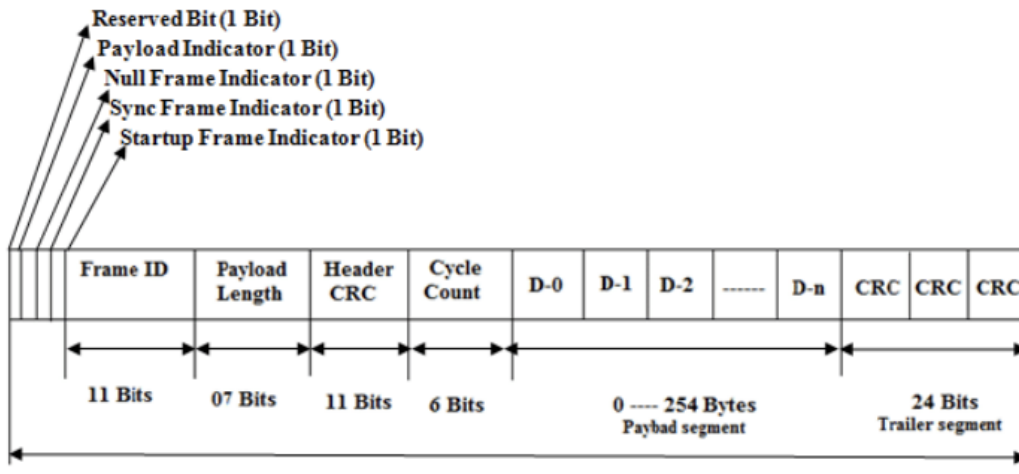 Reserved Bit (1 Bit)
Payload Indicator (1 Bit)
Null Frame Indicator (1 Bit)
Sync Frame Indicator (1 Bit)
Startup Frame Indicator (1 Bit)
Frame ID
Payload
Length
Header
CRC
Cycle
Count
D-0
D-1
D-2
------
D-n
CRC
CRC
CRC
11 Bits
07 Bits
11 Bits
6 Bits
0 ---- 254 Bytes
Paybad segment
24 Bits
Trailer segment